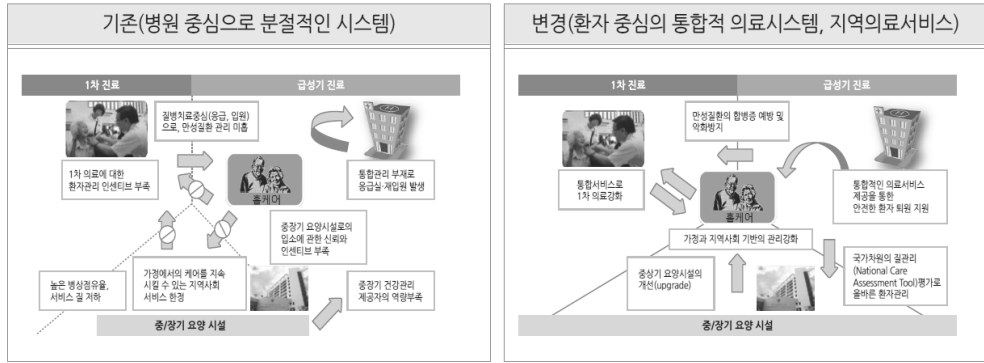 기존(병원 중심으로 분절적인 시스템)
1차 진료
급성기 진료
질병치료중심(응급, 입원)
으로, 만성질환 관리 미흡
1차 의료에 대한
환자관리 인센티브 부족
홈케어
통합관리 부재로
응급실·재입원 발생
중장기 요양시설로의
입소에 관한 신뢰와
인센티브 부족
높은 병상점유율,
서비스 질 저하
가정에서의 케어를 지속
시킬 수 있는 지역사회
서비스 한정
중장기 건강관리
제공자의 역량부족
중/장기 요양 시설
변경(환자 중심의 통합적 의료시스템, 지역의료서비스)
1차 진료
급성기 진료
만성질환의 합병증 예방 및
악화방지
통합서비스로
1차 의료강화
홈케어
통합적인 의료서비스
제공을 통한
안전한 환자 퇴원 지원
가정과 지역사회 기반의 관리강화
중상기 요양시설의
개선(upgrade)
국가차원의 질관리
(National Care
Assessment Tool)평가로
올바른 환자관리
중/장기 요양 시설